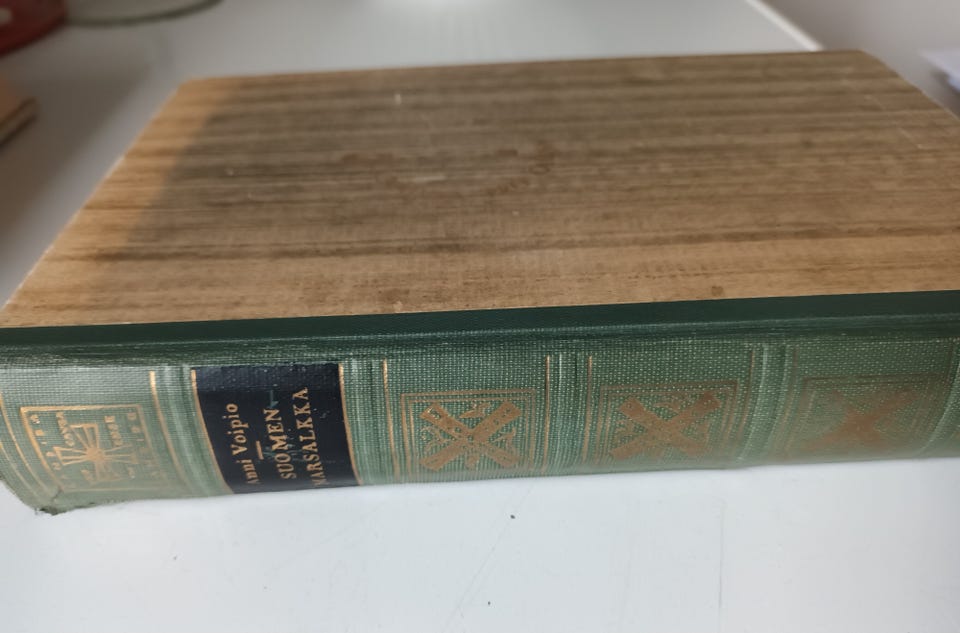 Anni Voipio
SUOMEN
MARSALKKA